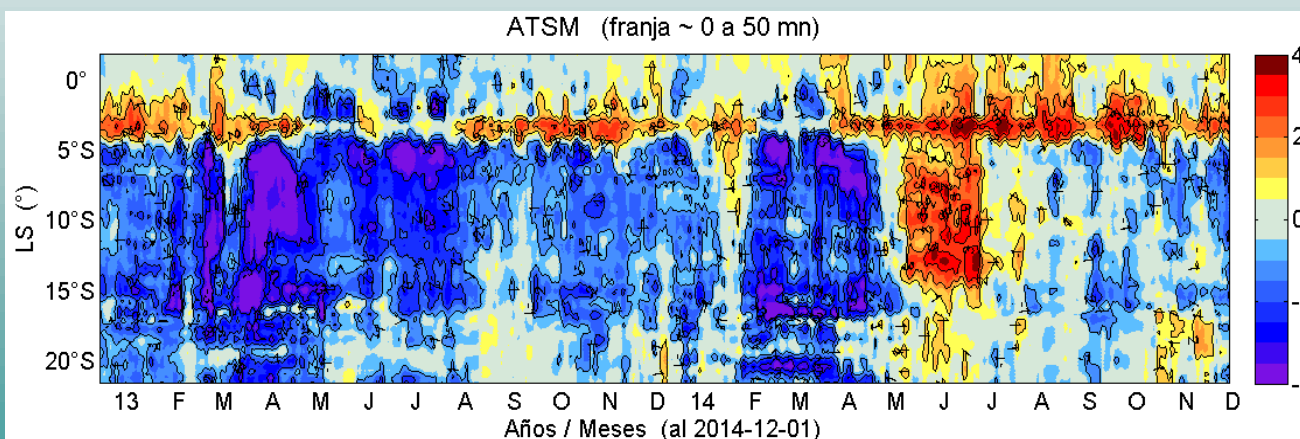 ATSM (franja ~ 0 a 50 mn)
LS (°)
0°
5°S
10°S
15°S
20°S
13 F M A M J J A S O N D 14 F M A M J J A S O N D
Años / Meses (al 2014-12-01)
4
2
0
-
-